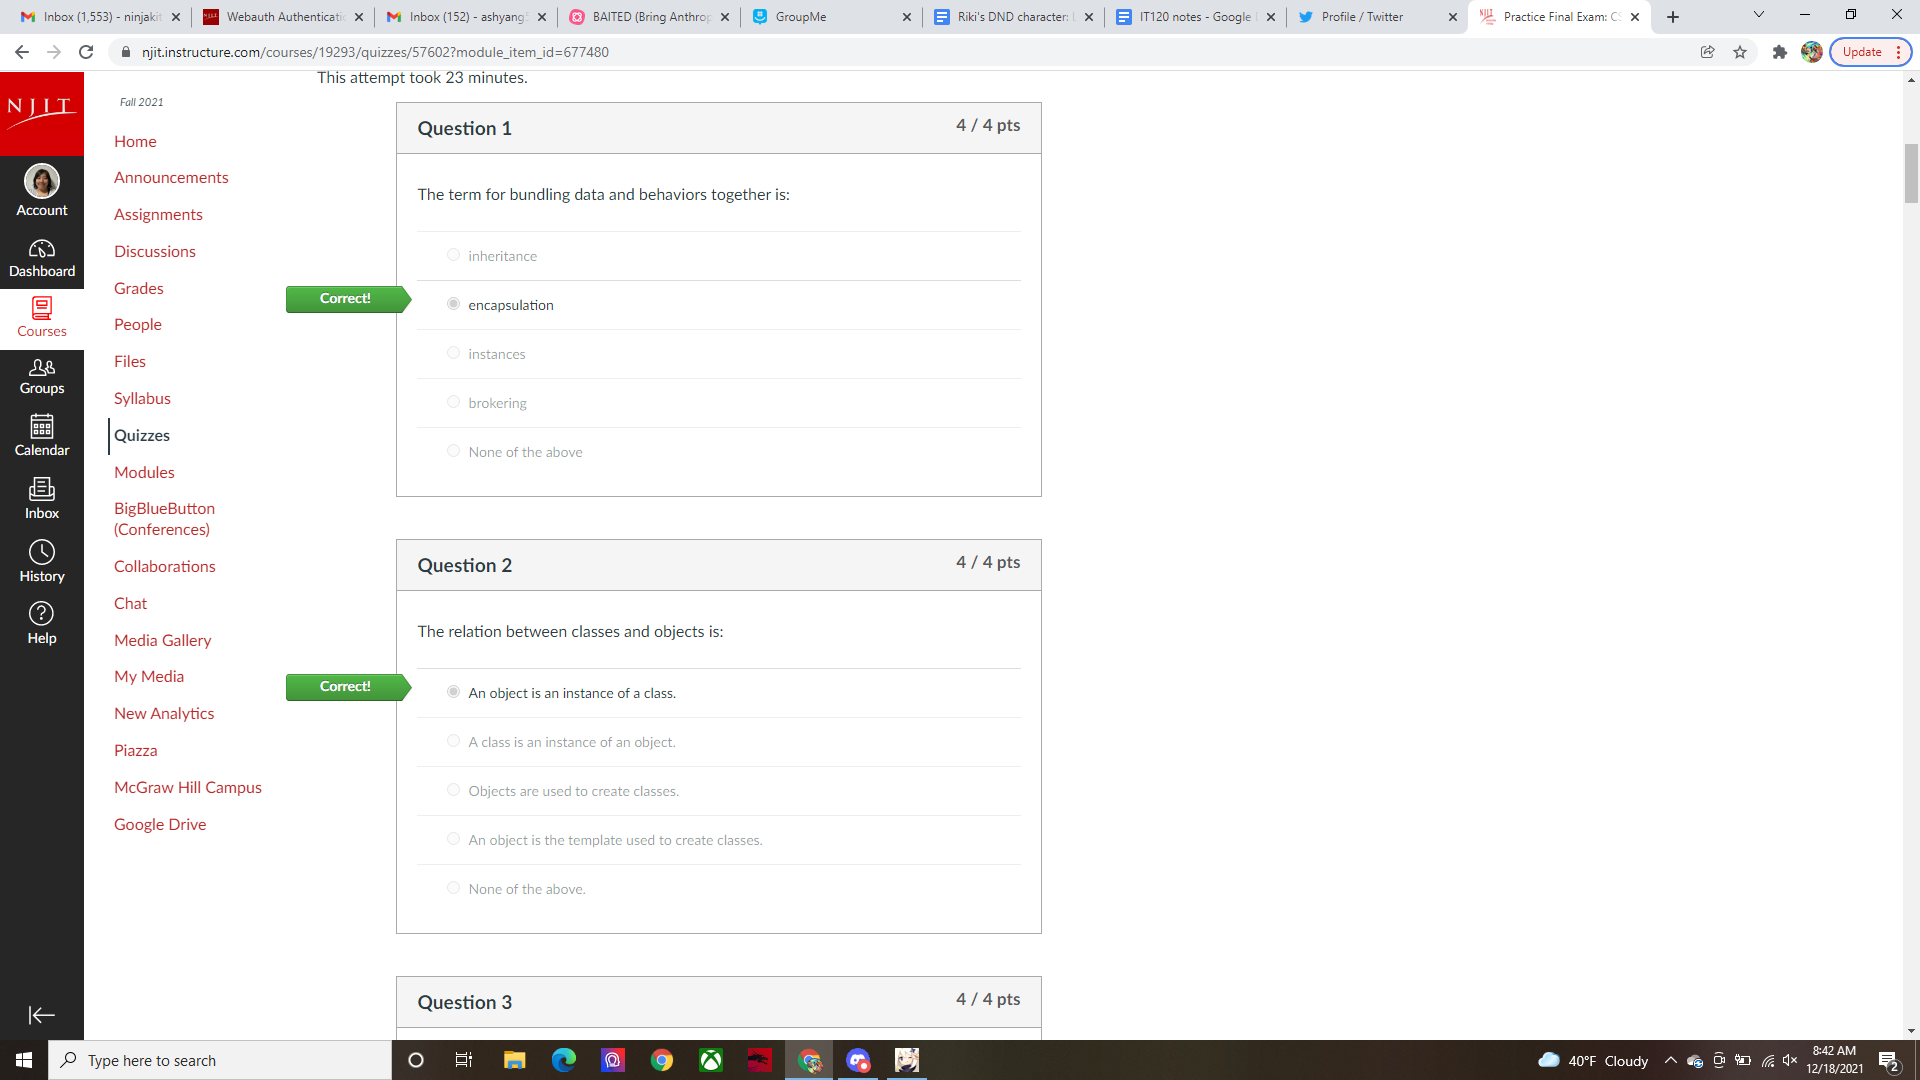 Inbox (1,553) - ninjakit
Webauth Authenticatio
Inbox (152) - ashyang
BAITED (Bring Anthrop
GroupMe
Riki's DND character:
IT120 notes - Google
Profile / Twitter
Practice Final Exam: CS
njit.instructure.com/courses/19293/quizzes/57602?module_item_id=677480
Update
NJIT
Account
Dashboard
Courses
Groups
Calendar
Inbox
History
Help
Fall 2021
Home
Announcements
Assignments
Discussions
Grades
People
Files
Syllabus
Quizzes
Modules
BigBlueButton
(Conferences)
Collaborations
Chat
Media Gallery
My Media
New Analytics
Piazza
McGraw Hill Campus
Google Drive
This attempt took 23 minutes.
Question 1
4 / 4 pts
The term for bundling data and behaviors together is:
inheritance
Correct!
encapsulation
instances
brokering
None of the above
Question 2
4 / 4 pts
The relation between classes and objects is:
Correct!
An object is an instance of a class.
A class is an instance of an object.
Objects are used to create classes.
An object is the template used to create classes.
None of the above.
Question 3
4 / 4 pts
Type here to search
40°F Cloudy
8:42 AM
12/18/2021
2